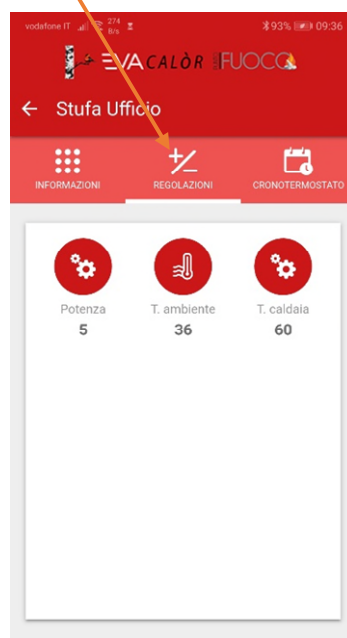 vodafone IT 274 B/s 93% 09:36
EVA CALÒR FUOCO
Stufa Ufficio
INFORMAZIONI REGOLAZIONI CRONOTERMOSTATO
Potenza T. ambiente T. caldaia
5 36 60